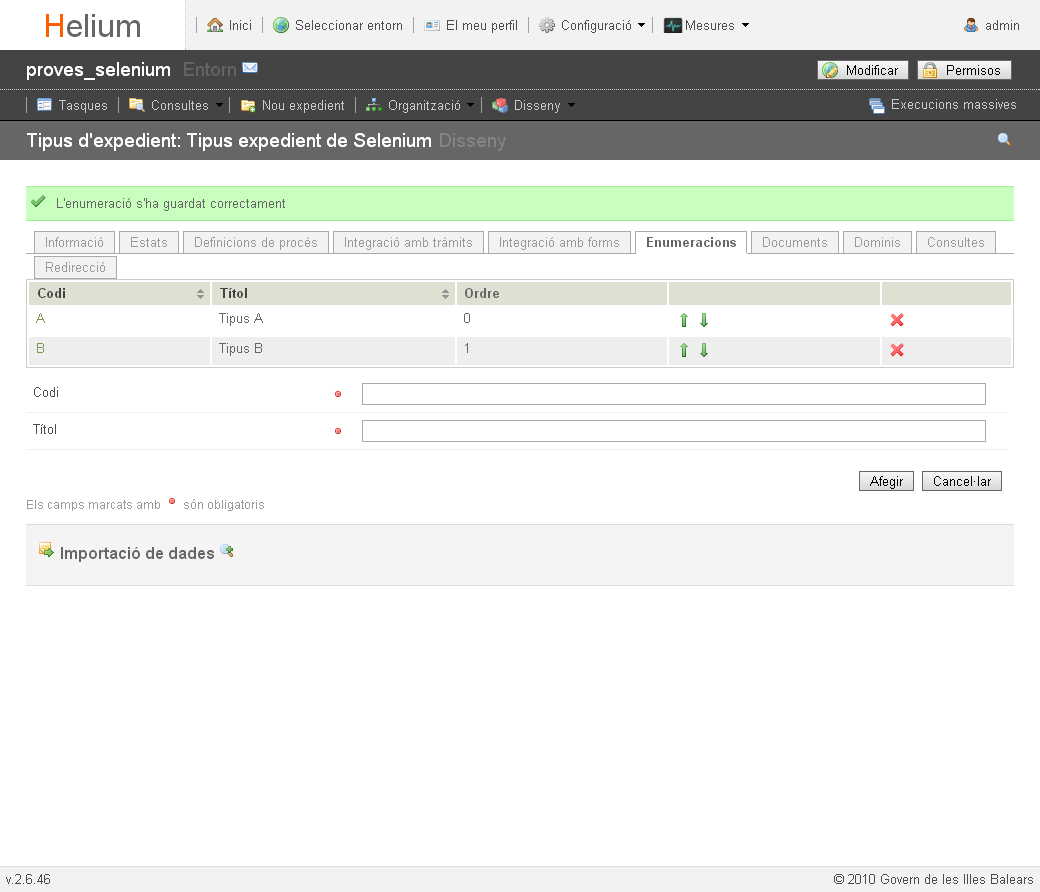 Helium
Inici Seleccionar entorn El meu perfil Configuració Mesures admin
proves_selenium Entorn Modificar Permisos
Tasques Consultes Nou expedient Organització Disseny Execucions massives
Tipus d'expedient: Tipus expedient de Selenium Disseny
L'enumeració s'ha guardat correctament
Informació Estats Definicions de procés Integració amb tràmits Integració amb forms Enumeracions Documents Dominis Consultes
Redirecció
Codi Títol Ordre
A Tipus A 0
B Tipus B 1
Codi
Títol
Afegir Cancel·lar
Els camps marcats amb són obligatoris
Importació de dades
v.2.6.46 © 2010 Govern de les Illes Balears